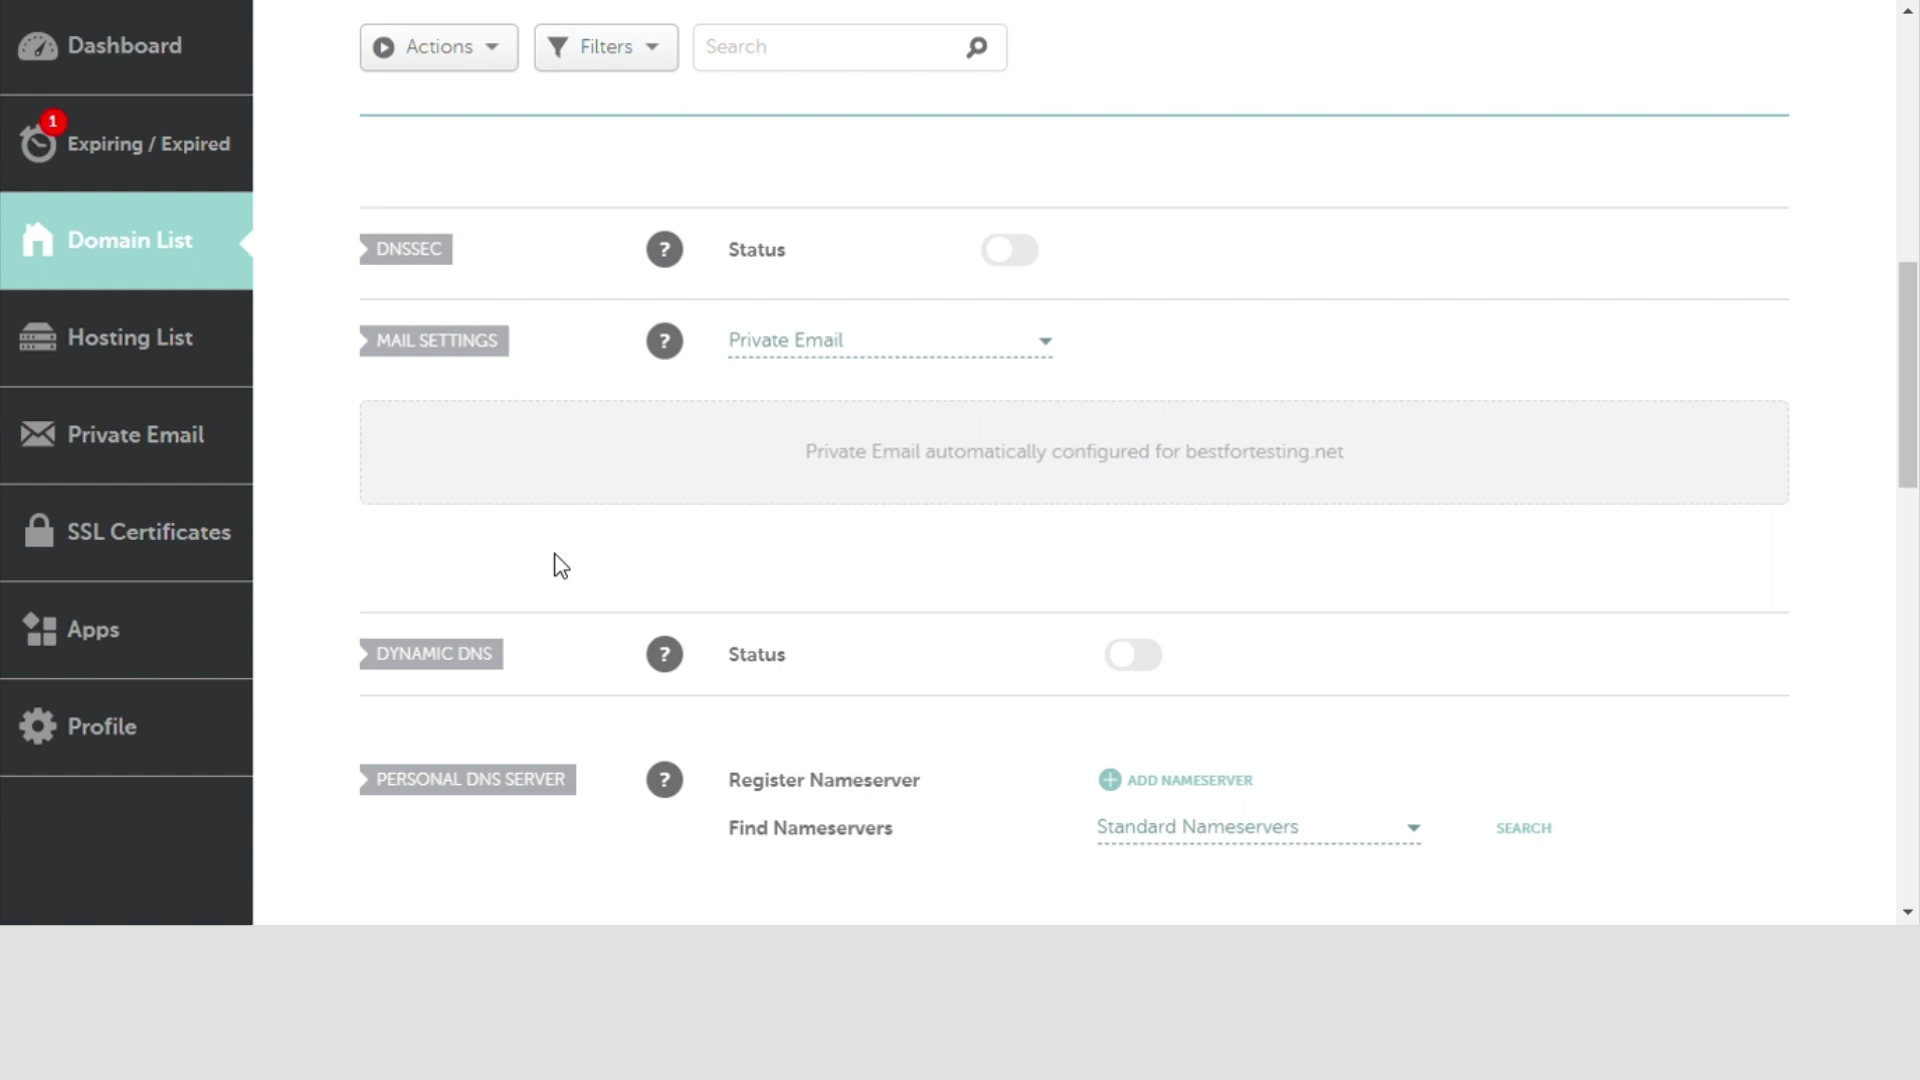 Dashboard
1
Expiring / Expired
Domain List
Hosting List
Private Email
SSL Certificates
Apps
Profile
Actions
Filters
Search
DNSSEC
?
Status
MAIL SETTINGS
?
Private Email
Private Email automatically configured for bestfortesting.net
DYNAMIC DNS
?
Status
PERSONAL DNS SERVER
?
Register Nameserver
ADD NAMESERVER
Find Nameservers
Standard Nameservers
SEARCH